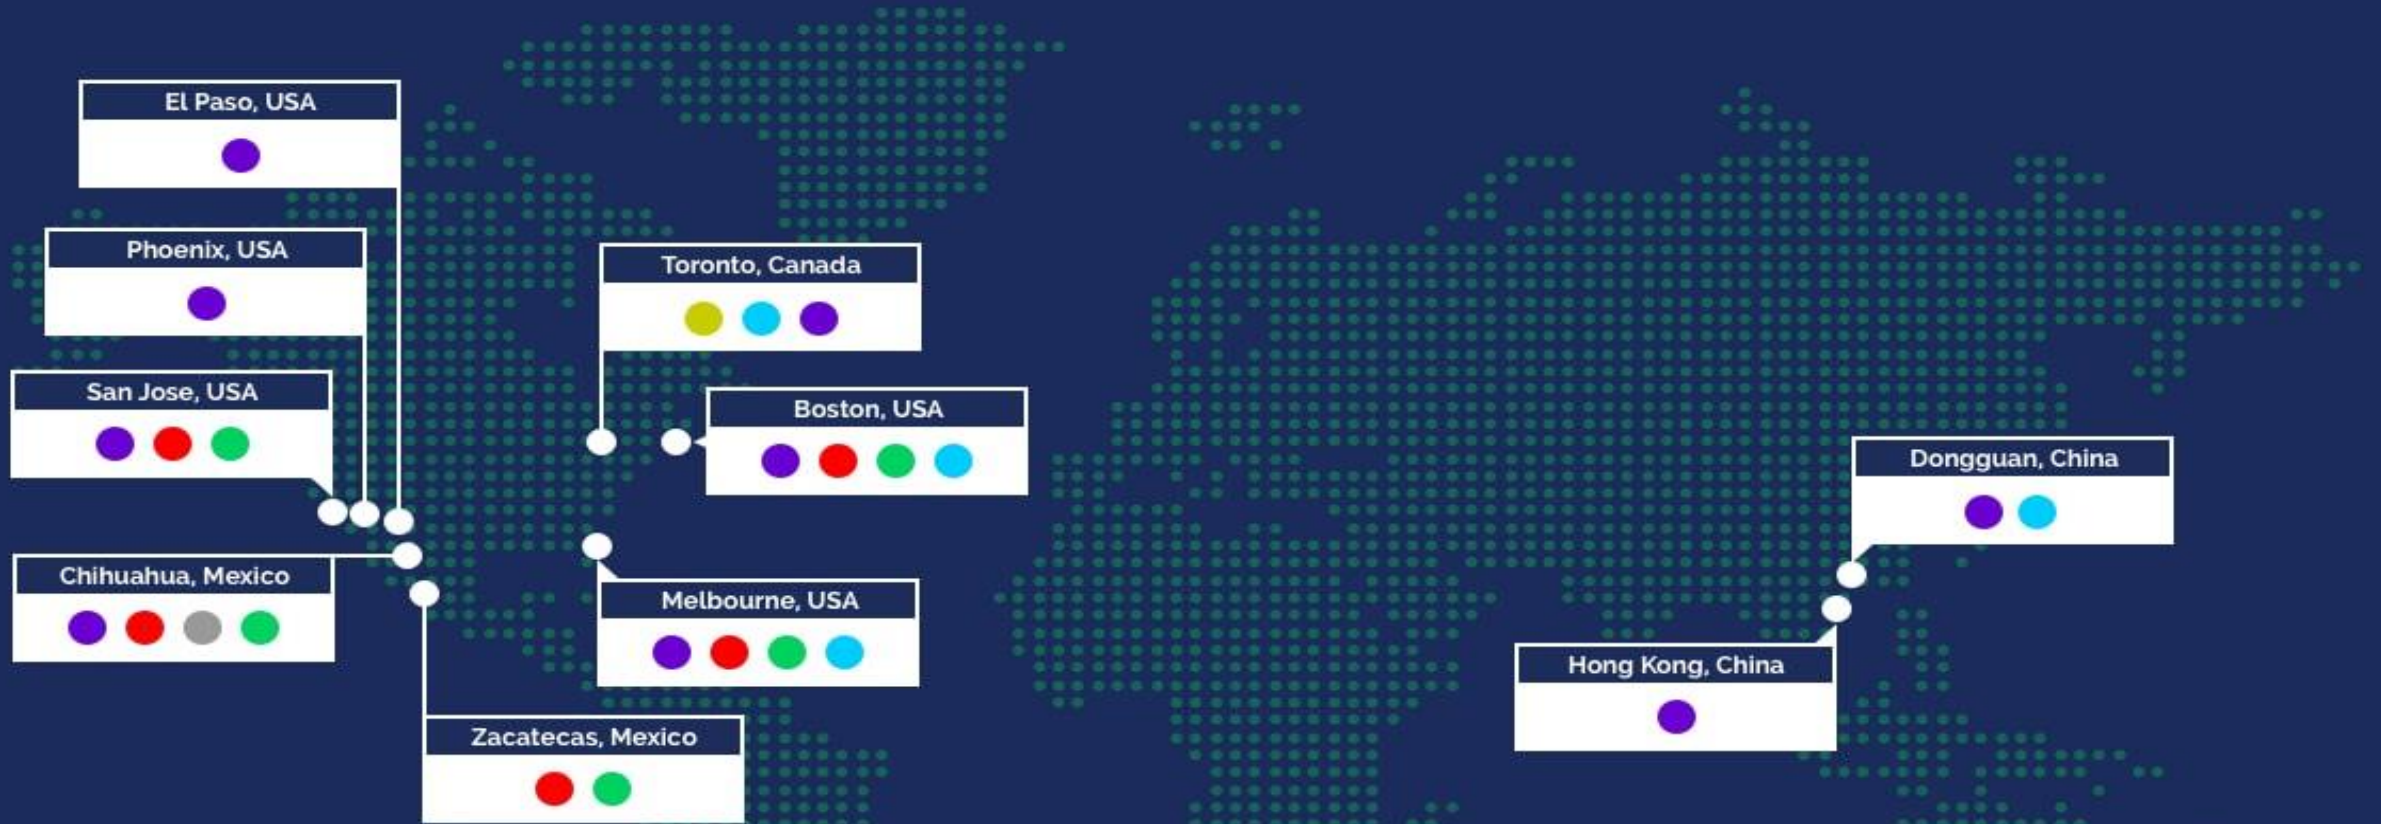 El Paso, USA
Phoenix, USA
San Jose, USA
Chihuahua, Mexico
Zacatecas, Mexico
Toronto, Canada
Boston, USA
Melbourne, USA
Dongguan, China
Hong Kong, China